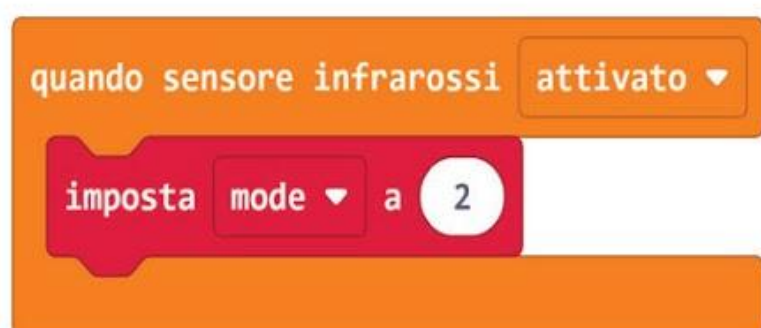 quando sensore infrarossi attivato
imposta mode a 2